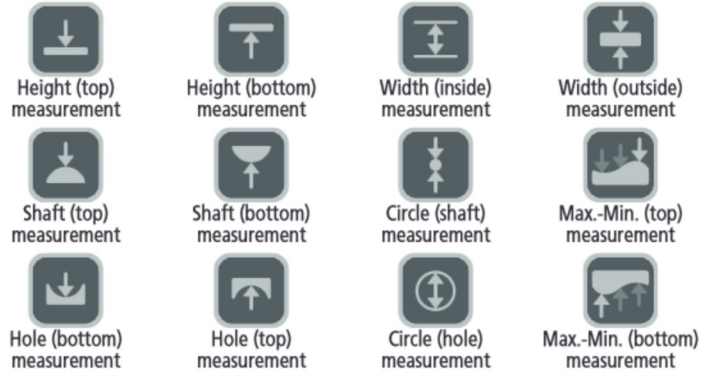 Height (top)
measurement
Height (bottom)
measurement
Width (inside)
measurement
Width (outside)
measurement
Shaft (top)
measurement
Shaft (bottom)
measurement
Circle (shaft)
measurement
Max.-Min. (top)
measurement
Hole (bottom)
measurement
Hole (top)
measurement
Circle (hole)
measurement
Max.-Min. (bottom)
measurement